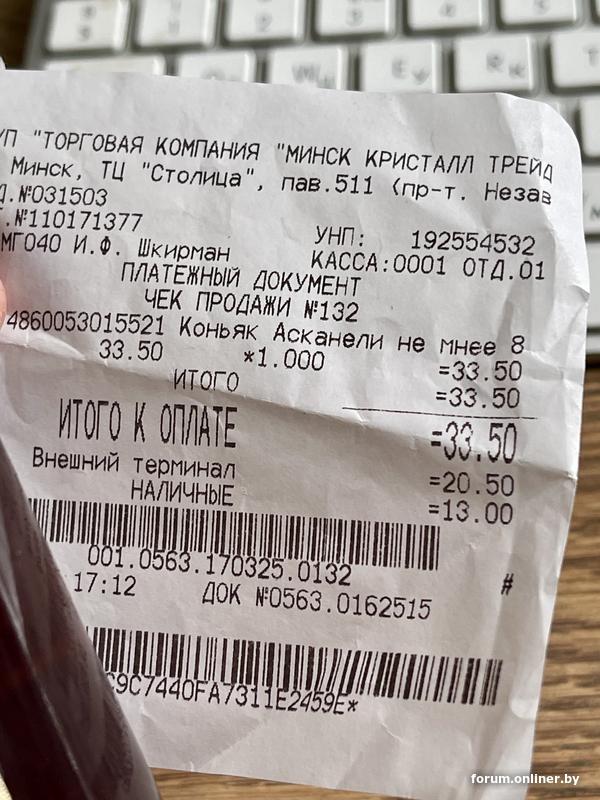 УП "ТОРГОВАЯ КОМПАНИЯ "МИНСК КРИСТАЛЛ ТРЕЙД
Минск, ТЦ "Столица", пав.511 (пр-т. Незав
Д.№031503
Г.№110171377
УНП: 192554532
МГО40 И.Ф. Шкирман
КАССА:0001 ОТД.01
ПЛАТЕЖНЫЙ ДОКУМЕНТ
ЧЕК ПРОДАЖИ №132
4860053015521 Коньяк Асканели не мнее 8
33.50 *1.000 =33.50
ИТОГО =33.50
ИТОГО К ОПЛАТЕ =33.50
Внешний терминал =20.50
НАЛИЧНЫЕ =13.00
001.0563.170325.0132
#
17:12 ДОК №0563.0162515
C9C7440FA7311E2459E*
forum.onliner.by